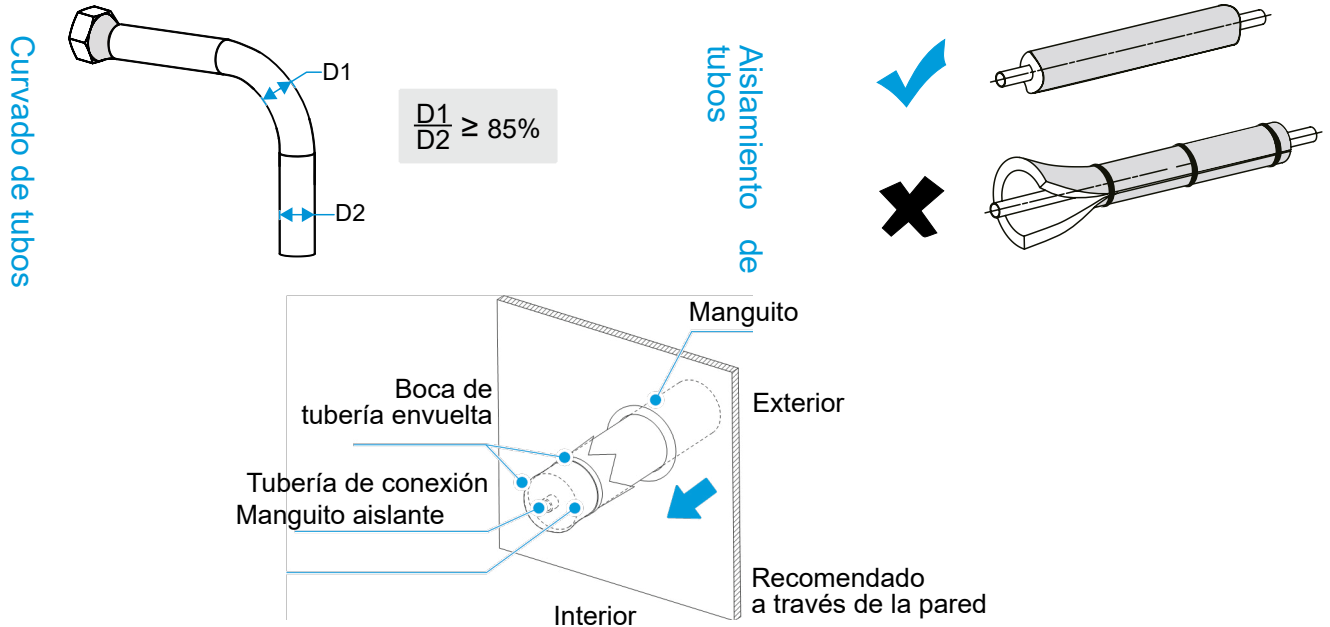 Curvado de tubos
D1
D2
D1
D2
≥ 85%
Aislamiento de
tubos
Manguito
Boca de
tubería envuelta
Exterior
Tubería de conexión
Manguito aislante
Recomendado
a través de la pared
Interior